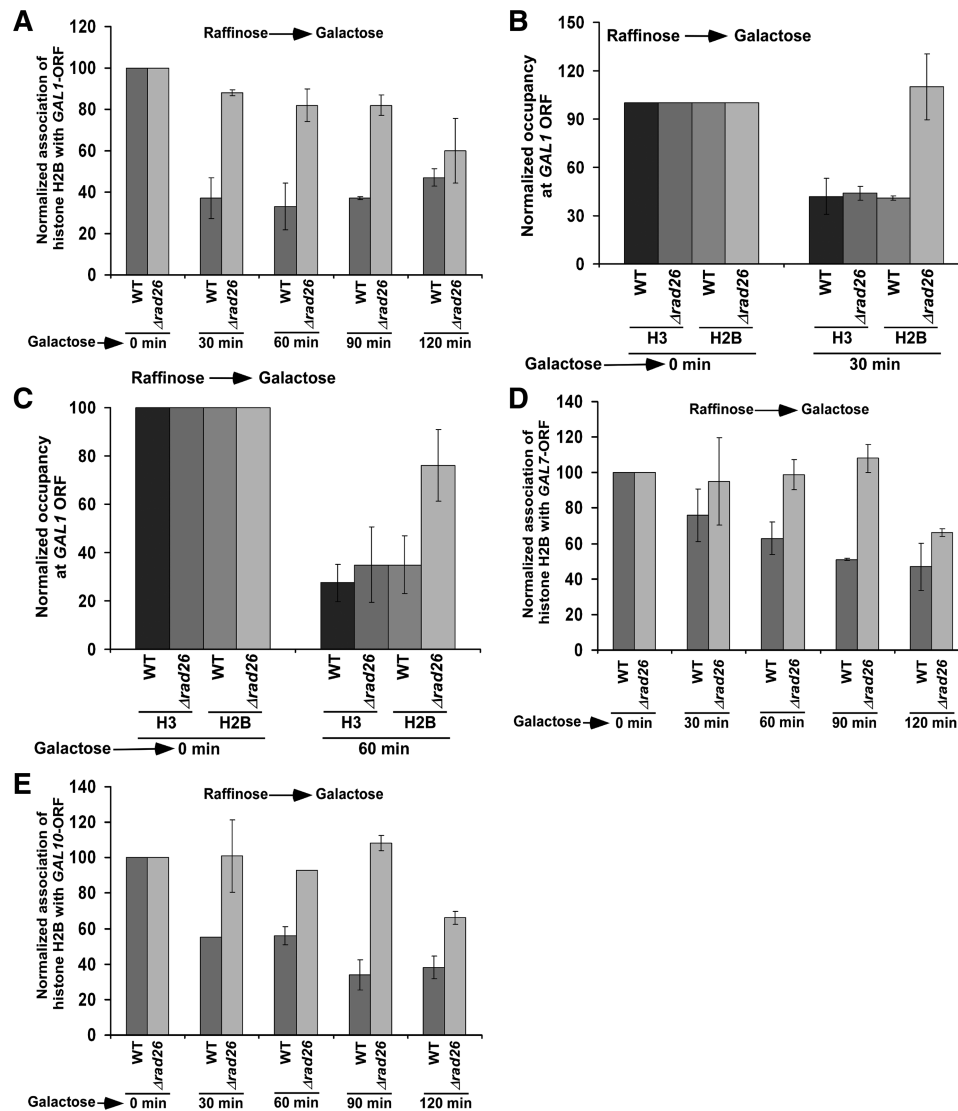 A
Raffinose Galactose
Normalized association of
histone H2B with GAL1-ORF
120
100
80
60
40
20
0
WT Δrad26 WT Δrad26 WT Δrad26 WT Δrad26 WT Δrad26
Galactose 0 min 30 min 60 min 90 min 120 min
B
Raffinose Galactose
Normalized occupancy
at GAL1 ORF
150
120
90
60
30
0
WT Δrad26 WT Δrad26 WT Δrad26 WT Δrad26
H3 H2B H3 H2B
Galactose 0 min 30 min
C
Raffinose Galactose
Normalized occupancy
at GAL1 ORF
100
80
60
40
20
0
WT Δrad26 WT Δrad26 WT Δrad26 WT Δrad26
H3 H2B H3 H2B
Galactose 0 min 60 min
D
Raffinose Galactose
Normalized association of
histone H2B with GAL7-ORF
140
120
100
80
60
40
20
0
WT Δrad26 WT Δrad26 WT Δrad26 WT Δrad26 WT Δrad26
Galactose 0 min 30 min 60 min 90 min 120 min
E
Raffinose Galactose
Normalized association of
histone H2B with GAL10-ORF
140
120
100
80
60
40
20
0
WT Δrad26 WT Δrad26 WT Δrad26 WT Δrad26 WT Δrad26
Galactose 0 min 30 min 60 min 90 min 120 min